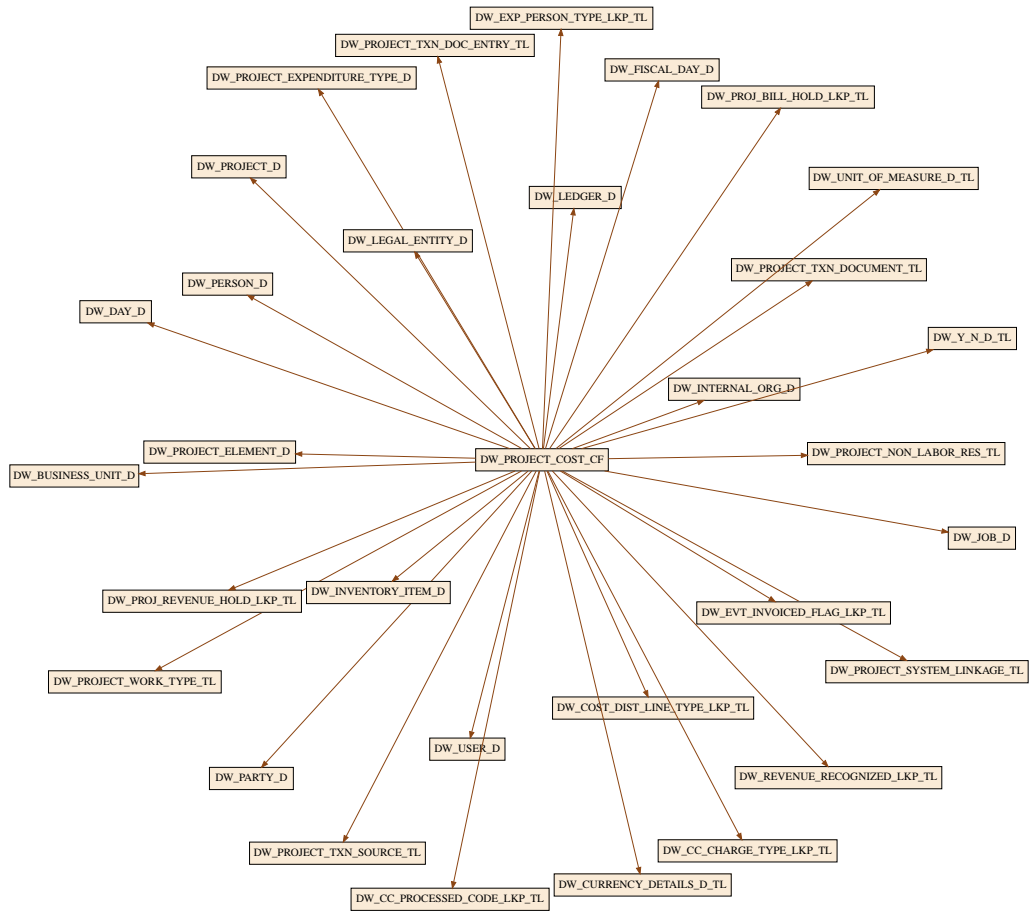 DW_EXP_PERSON_TYPE_LKP_TL
DW_PROJECT_TXN_DOC_ENTRY_TL
DW_FISCAL_DAY_D
DW_PROJECT_EXPENDITURE_TYPE_D
DW_PROJ_BILL_HOLD_LKP_TL
DW_PROJECT_D
DW_UNIT_OF_MEASURE_D_TL
DW_LEDGER_D
DW_LEGAL_ENTITY_D
DW_PROJECT_TXN_DOCUMENT_TL
DW_PERSON_D
DW_DAY_D
DW_Y_N_D_TL
DW_INTERNAL_ORG_D
DW_PROJECT_ELEMENT_D
DW_PROJECT_COST_CF
DW_PROJECT_NON_LABOR_RES_TL
DW_BUSINESS_UNIT_D
DW_JOB_D
DW_INVENTORY_ITEM_D
DW_PROJ_REVENUE_HOLD_LKP_TL
DW_EVT_INVOICED_FLAG_LKP_TL
DW_PROJECT_SYSTEM_LINKAGE_TL
DW_PROJECT_WORK_TYPE_TL
DW_COST_DIST_LINE_TYPE_LKP_TL
DW_USER_D
DW_PARTY_D
DW_REVENUE_RECOGNIZED_LKP_TL
DW_PROJECT_TXN_SOURCE_TL
DW_CC_CHARGE_TYPE_LKP_TL
DW_CURRENCY_DETAILS_D_TL
DW_CC_PROCESSED_CODE_LKP_TL